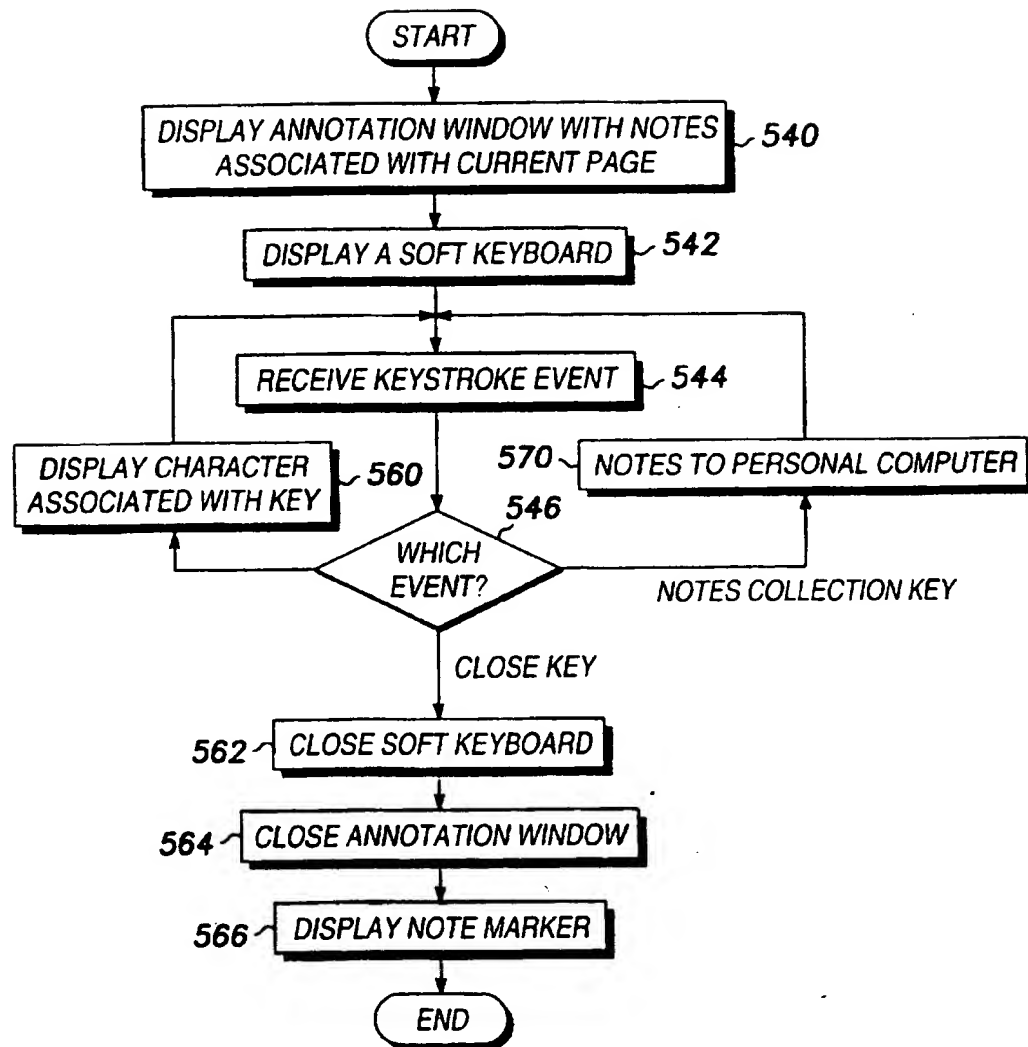 START
DISPLAY ANNOTATION WINDOW WITH NOTES
ASSOCIATED WITH CURRENT PAGE
540
DISPLAY A SOFT KEYBOARD
542
RECEIVE KEYSTROKE EVENT
544
DISPLAY CHARACTER
ASSOCIATED WITH KEY
560
570
NOTES TO PERSONAL COMPUTER
546
WHICH
EVENT?
NOTES COLLECTION KEY
CLOSE KEY
562
CLOSE SOFT KEYBOARD
564
CLOSE ANNOTATION WINDOW
566
DISPLAY NOTE MARKER
END